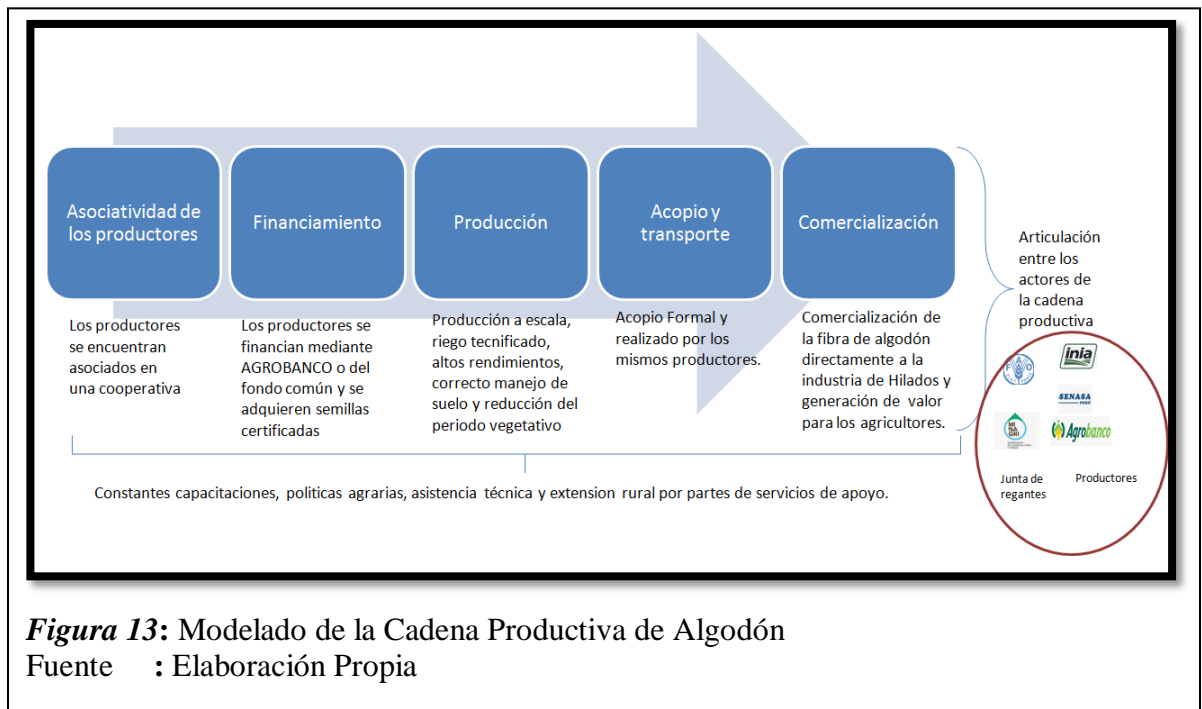 Asociatividad de
los productores
Financiamiento
Producción
Acopio y
transporte
Comercialización
Los productores
se encuentran
asociados en
una cooperativa
Los productores se
financian mediante
AGROBANCO o del
fondo común y se
adquieren semillas
certificadas
Producción a escala,
riego tecnificado,
altos rendimientos,
correcto manejo de
suelo y reducción del
periodo vegetativo
Acopio Formal y
realizado por los
mismos productores.
Comercialización de
la fibra de algodón
directamente a la
industria de Hilados y
generación de valor
para los agricultores.
Articulación
entre los
actores de
la cadena
productiva
FAO
inia
SENASA
PERÚ
MI
NA
GRI
Agrobanco
Junta de
regantes
Productores
Constantes capacitaciones, politicas agrarias, asistencia técnica y extension rural por partes de servicios de apoyo.
Figura 13: Modelado de la Cadena Productiva de Algodón
Fuente : Elaboración Propia